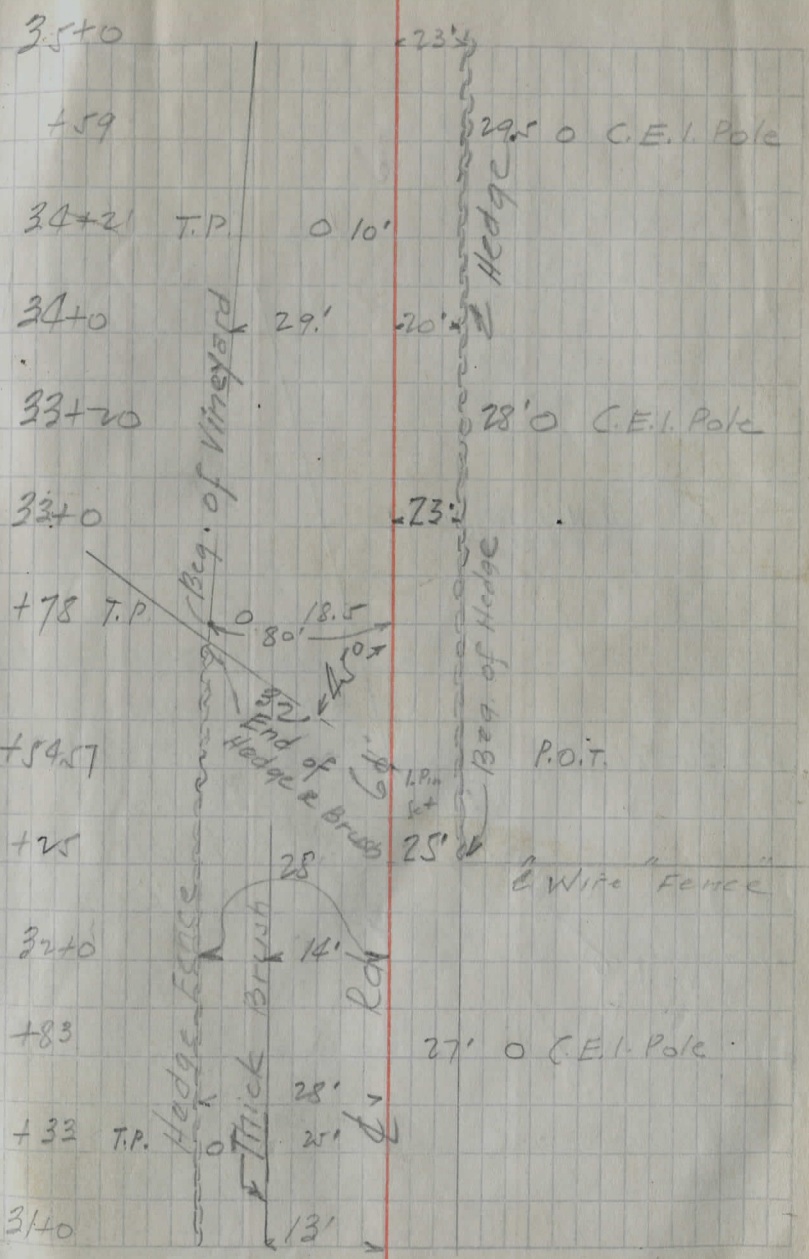 35+0 23'
+59 29.5 O C.E.I. Pole
34+21 T.P. O 10'
Hedge
34+0 29' 20'
33+20 28' O C.E.I. Pole
33+0 23'
Beg. of Vineyard
+78 T.P. O 18.5
80'
45°
Beg. of Hedge
End of
Hedge & Brush
+54.57 I. Pin Set P.O.T.
+25 25'
℄ Wire "Fence"
28
32+0 14'
Hedge Fence
Thick Brush
℄ Rd
+83 27' O C.E.I. Pole
28'
+33 T.P. O 25'
31+0 13'